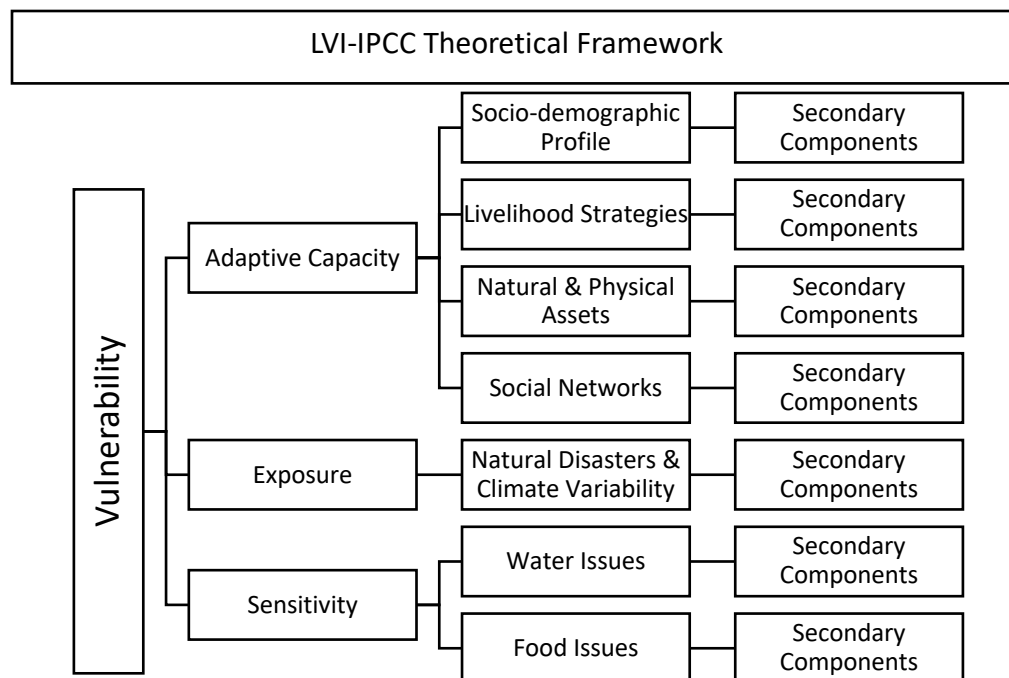 LVI-IPCC Theoretical Framework
Vulnerability
Adaptive Capacity
Socio-demographic
Profile
Secondary
Components
Livelihood Strategies
Secondary
Components
Natural & Physical
Assets
Secondary
Components
Social Networks
Secondary
Components
Exposure
Natural Disasters &
Climate Variability
Secondary
Components
Sensitivity
Water Issues
Secondary
Components
Food Issues
Secondary
Components